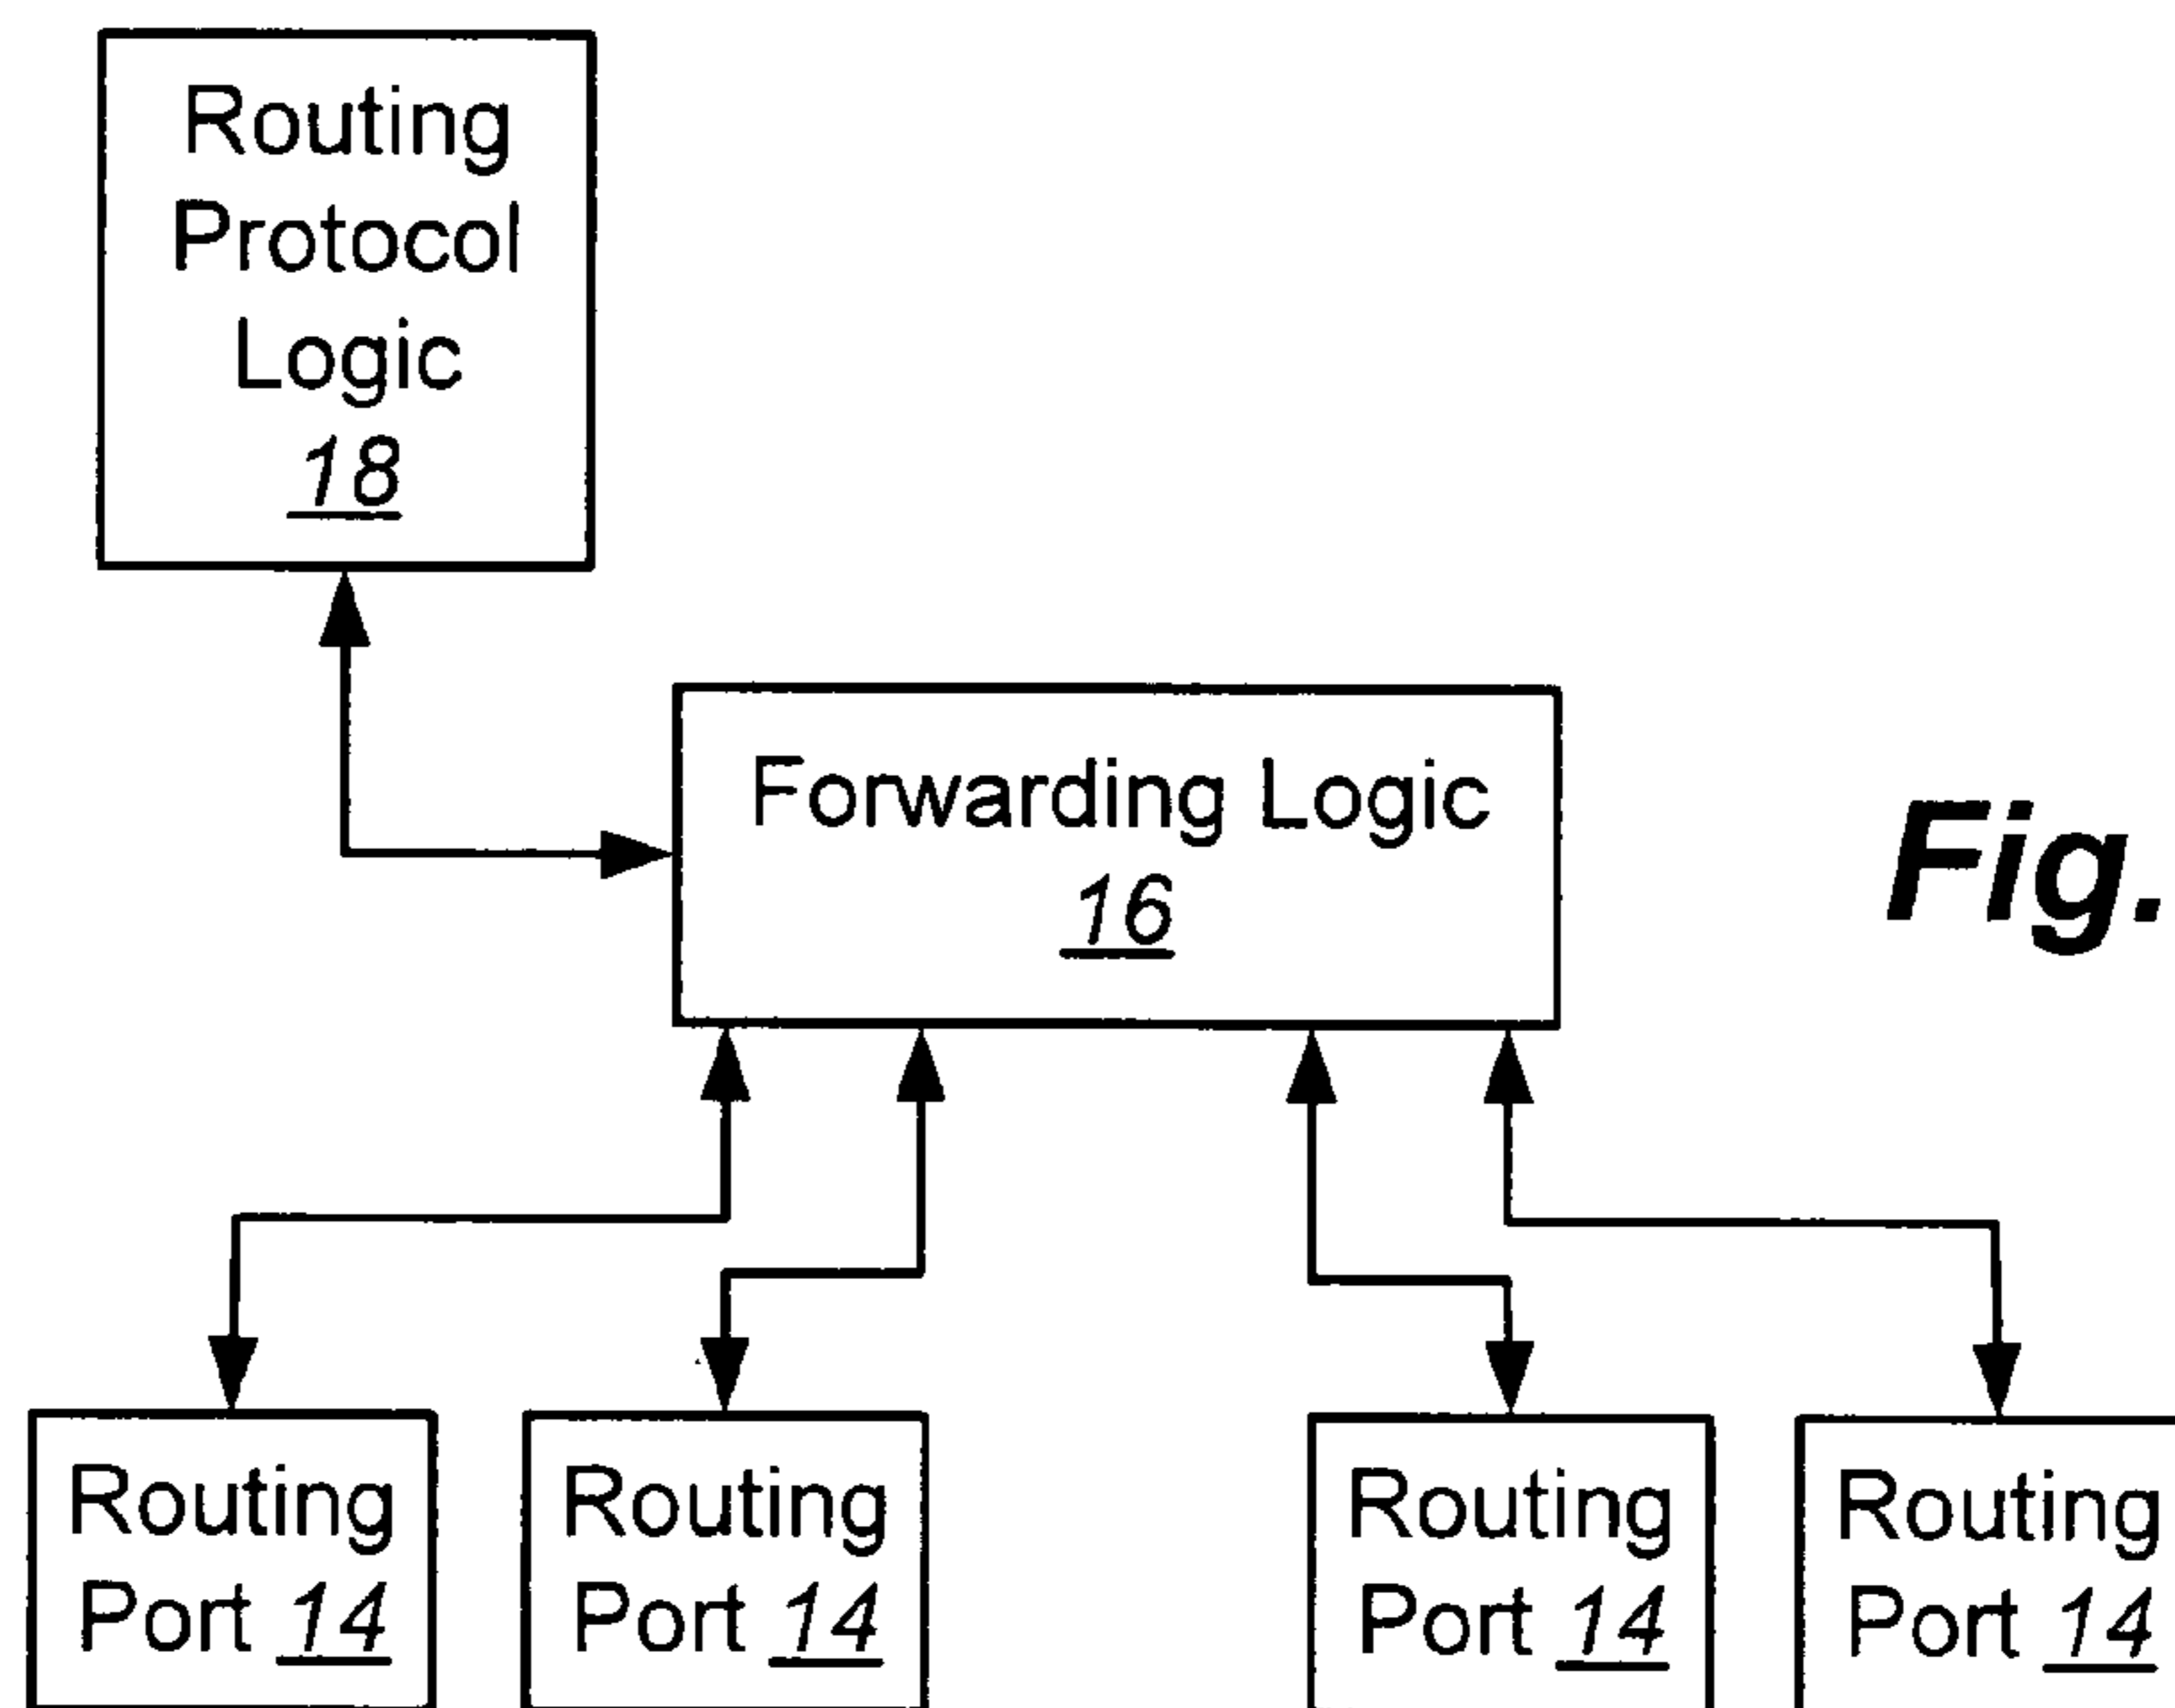 Routing
Protocol
Logic
18
Forwarding Logic
16
Fig.
Routing
Port 14
Routing
Port 14
Routing
Port 14
Routing
Port 14